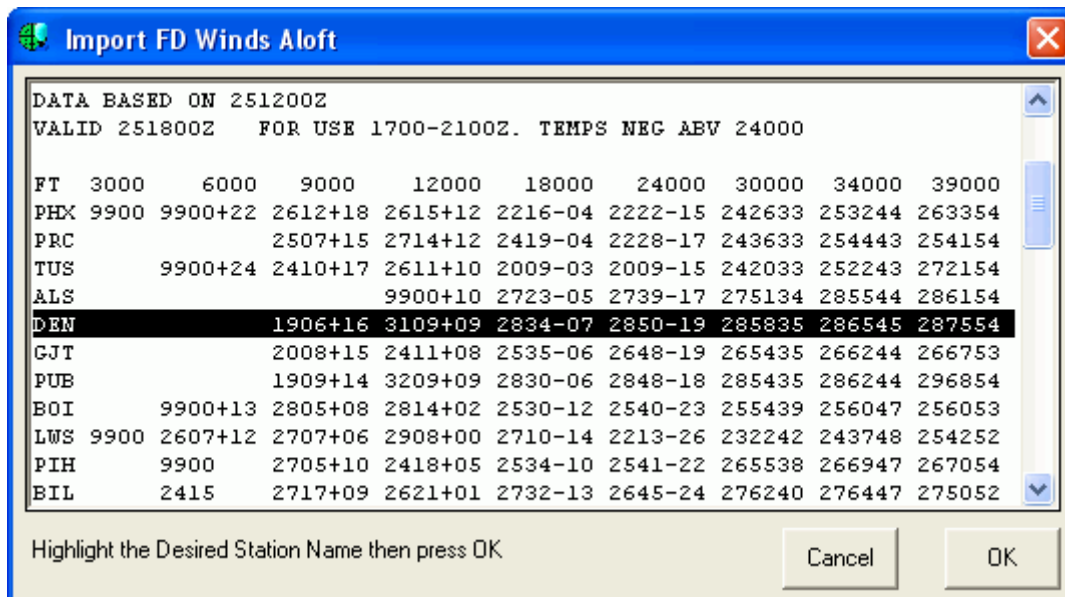 Import FD Winds Aloft
DATA BASED ON 251200Z
VALID 251800Z   FOR USE 1700-2100Z. TEMPS NEG ABV 24000
FT  3000    6000    9000   12000   18000   24000  30000  34000  39000
PHX 9900 9900+22 2612+18 2615+12 2216-04 2222-15 242633 253244 263354
PRC              2507+15 2714+12 2419-04 2228-17 243633 254443 254154
TUS      9900+24 2410+17 2611+10 2009-03 2009-15 242033 252243 272154
ALS                      9900+10 2723-05 2739-17 275134 285544 286154
DEN              1906+16 3109+09 2834-07 2850-19 285835 286545 287554
GJT              2008+15 2411+08 2535-06 2648-19 265435 266244 266753
PUB              1909+14 3209+09 2830-06 2848-18 285435 286244 296854
BOI      9900+13 2805+08 2814+02 2530-12 2540-23 255439 256047 256053
LWS 9900 2607+12 2707+06 2908+00 2710-14 2213-26 232242 243748 254252
PIH      9900    2705+10 2418+05 2534-10 2541-22 265538 266947 267054
BIL      2415    2717+09 2621+01 2732-13 2645-24 276240 276447 275052
Highlight the Desired Station Name then press OK
Cancel
OK